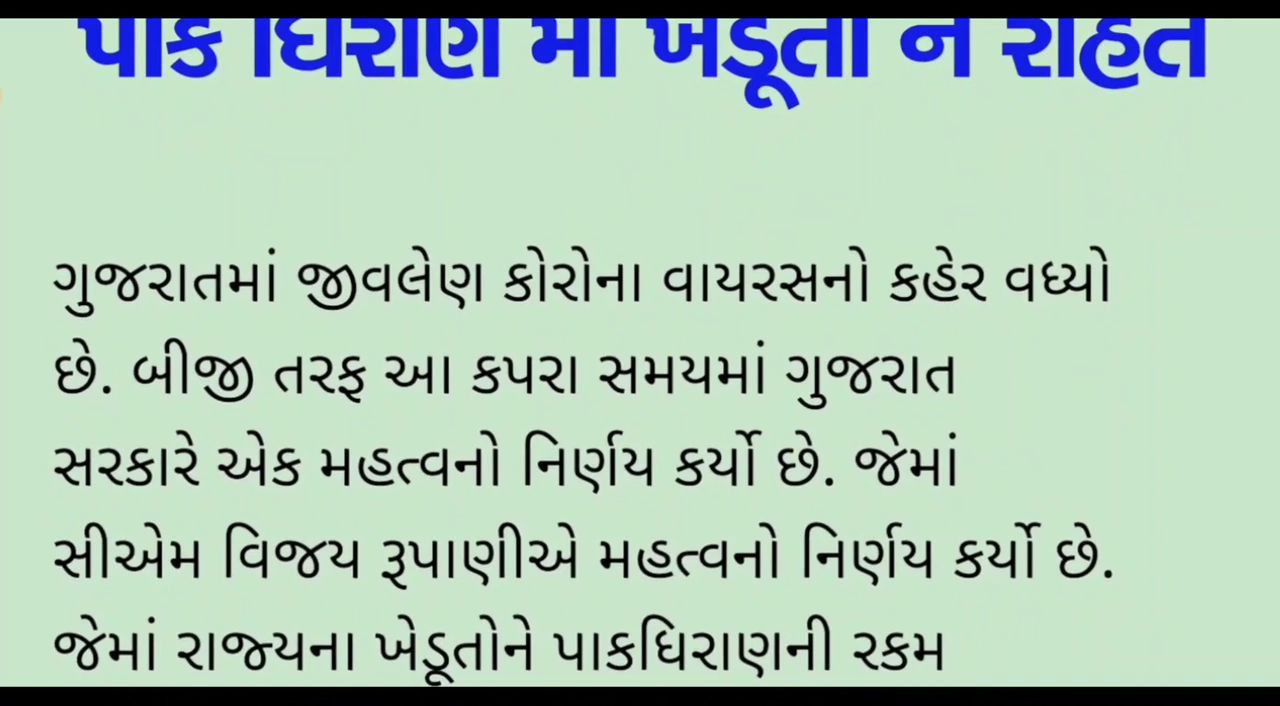 પાક ધિરાણ માં ખેડૂતો ને રાહત
ગુજરાતમાં જીવલેણ કોરોના વાયરસનો કહેર વધ્યો
છે. બીજી તરફ આ કપરા સમયમાં ગુજરાત
સરકારે એક મહત્વનો નિર્ણય કર્યો છે. જેમાં
સીએમ વિજય રૂપાણીએ મહત્વનો નિર્ણય કર્યો છે.
જેમાં રાજ્યના ખેડૂતોને પાકધિરાણની રકમ